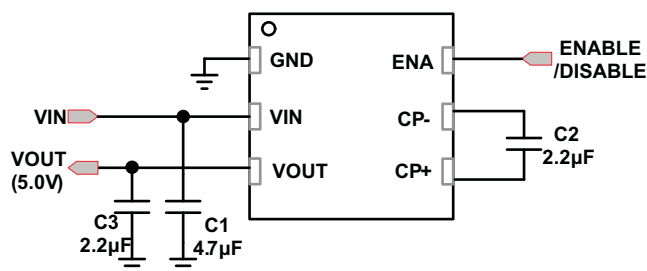 GND
ENA
ENABLE
/DISABLE
VIN
VIN
CP-
C2
2.2µF
VOUT
(5.0V)
VOUT
CP+
C3
2.2µF
C1
4.7µF